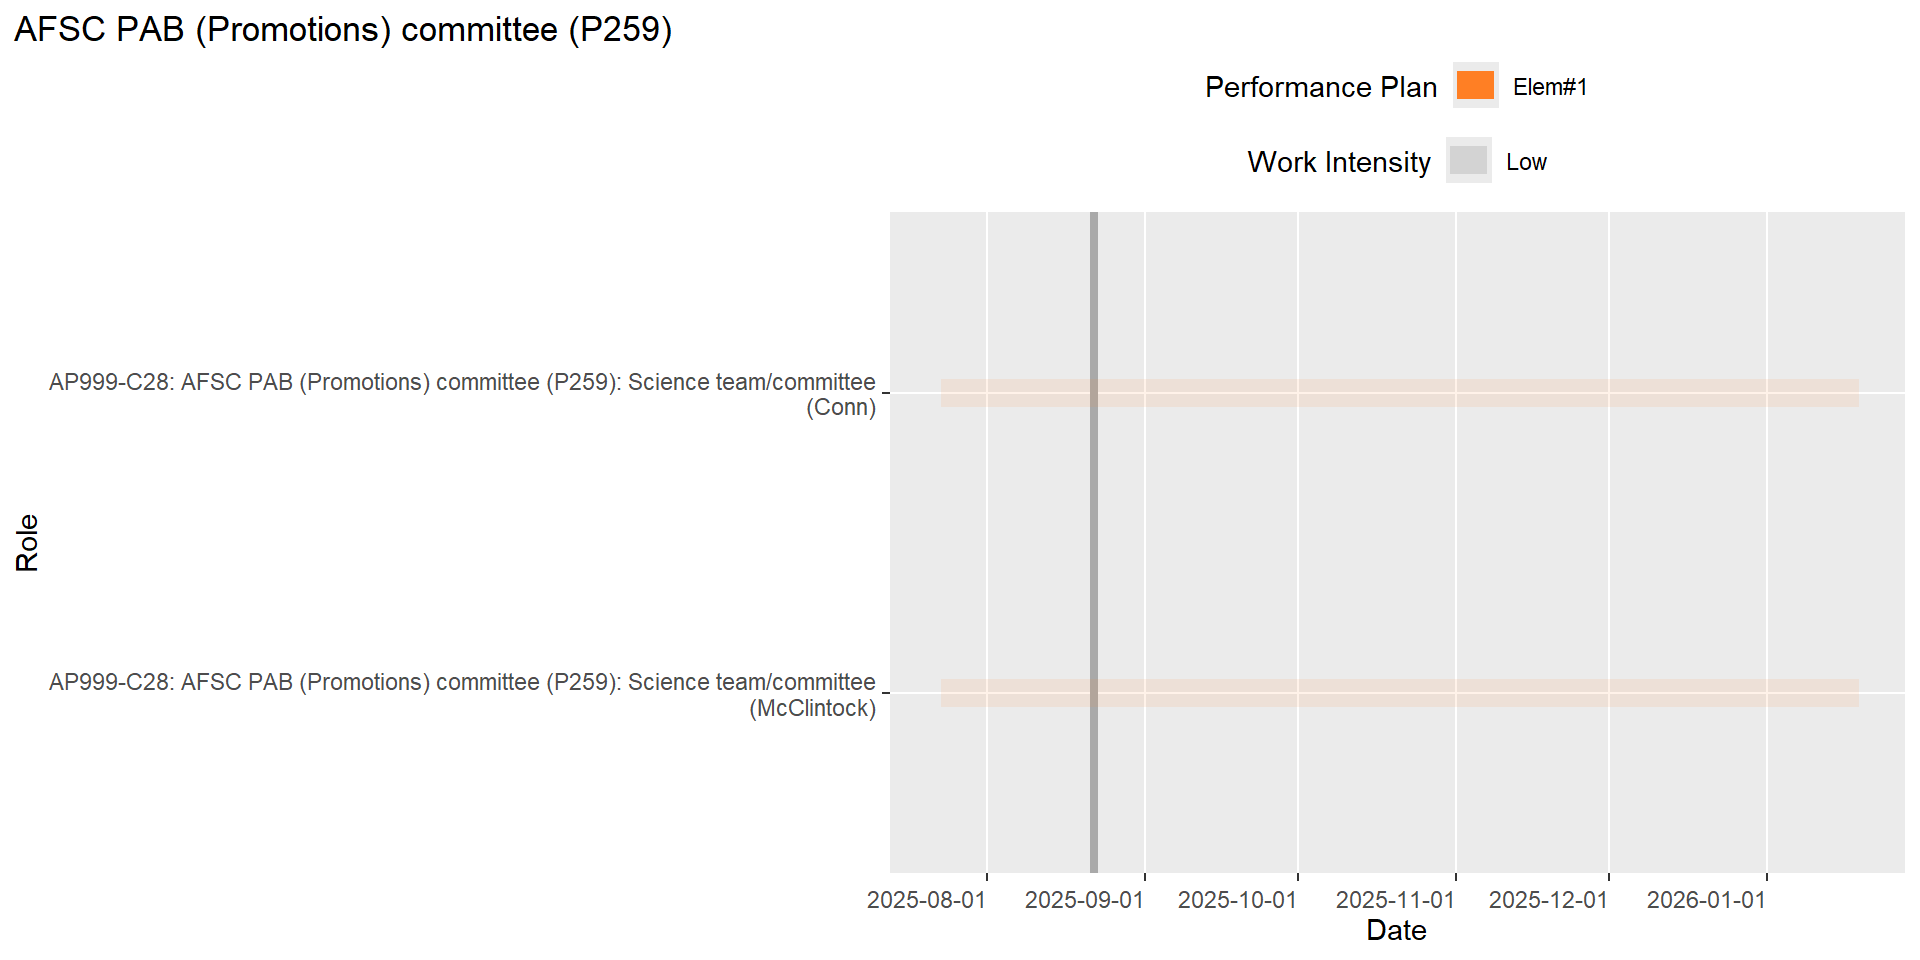 AFSC PAB (Promotions) committee (P259)
Performance Plan
Elem#1
Work Intensity
Low
AP999-C28: AFSC PAB (Promotions) committee (P259): Science team/committee
(Conn)
Role
AP999-C28: AFSC PAB (Promotions) committee (P259): Science team/committee
(McClintock)
2025-08-01
2025-09-01
2025-10-01
2025-11-01
2025-12-01
2026-01-01
Date